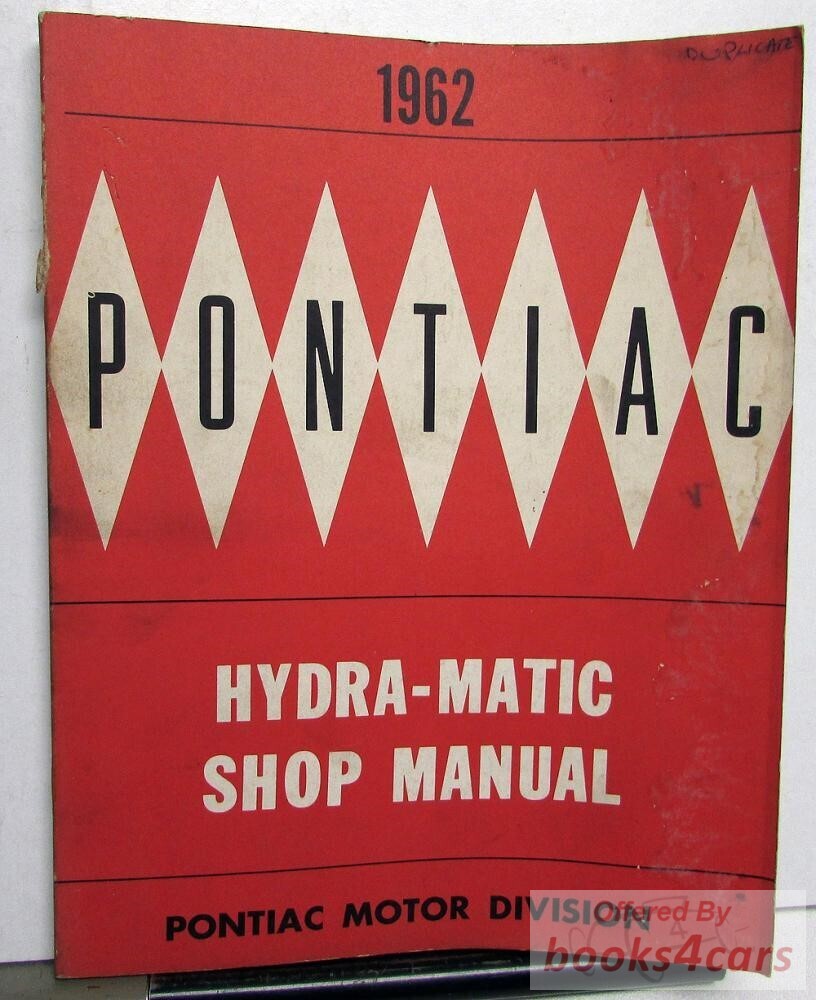 DUPLICATE
1962
PONTIAC
HYDRA-MATIC
SHOP MANUAL
PONTIAC MOTOR DIVISION
Offered By
books4cars